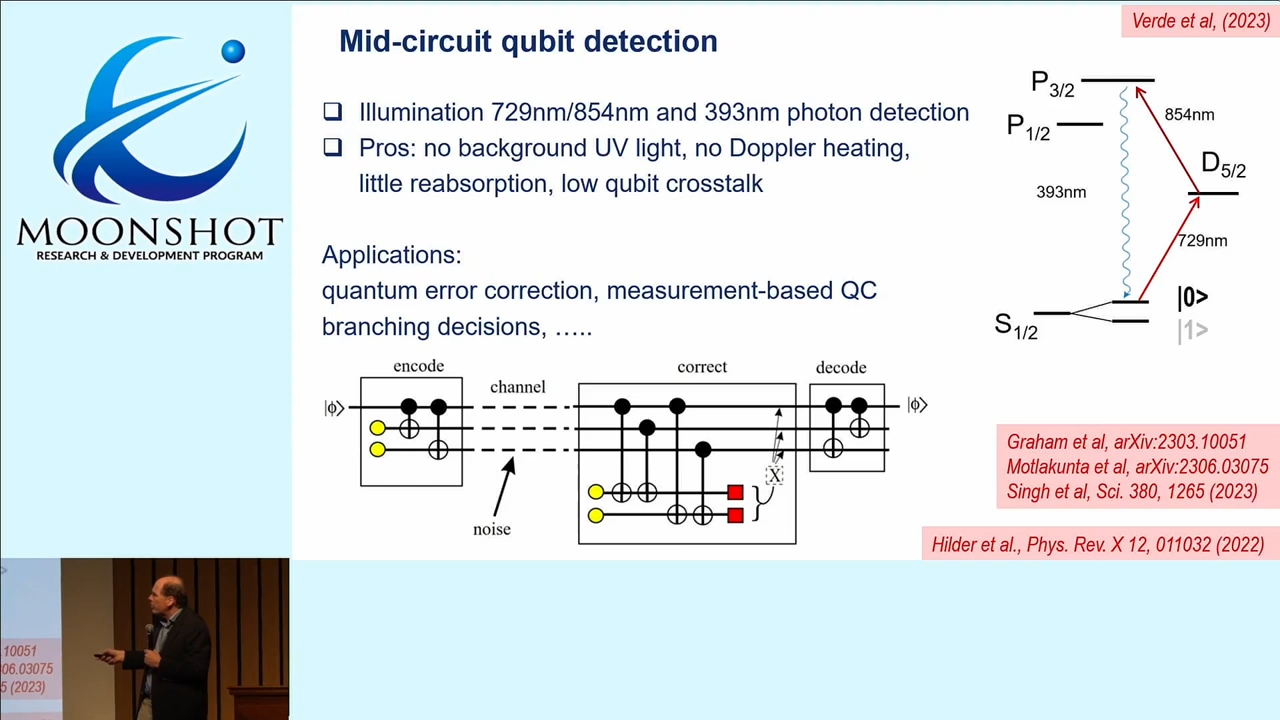 Mid-circuit qubit detection
Verde et al, (2023)
❑ Illumination 729nm/854nm and 393nm photon detection
❑ Pros: no background UV light, no Doppler heating,
little reabsorption, low qubit crosstalk
Applications:
quantum error correction, measurement-based QC
branching decisions, …..
P3/2
P1/2
854nm
D5/2
393nm
729nm
|0>
S1/2
|1>
encode
channel
correct
decode
|ϕ⟩
|ϕ⟩
X
noise
Graham et al, arXiv:2303.10051
Motlakunta et al, arXiv:2306.03075
Singh et al, Sci. 380, 1265 (2023)
Hilder et al., Phys. Rev. X 12, 011032 (2022)
MOONSHOT
RESEARCH & DEVELOPMENT PROGRAM
>
.10051
06.03075
5 (2023)